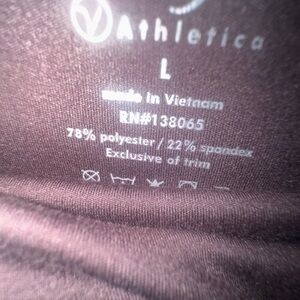 V Athletica
L
made in Vietnam
RN#138065
78% polyester / 22% spandex
Exclusive of trim